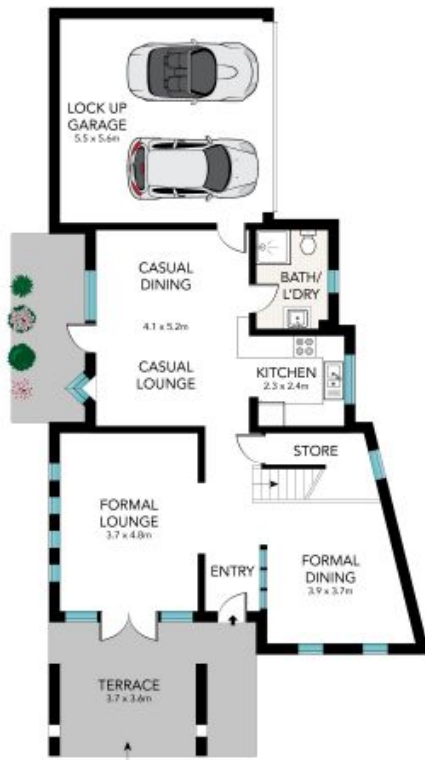 LOCK UP
GARAGE
5.5 x 5.6m
CASUAL
DINING
4.1 x 5.2m
CASUAL
LOUNGE
BATH/
L'DRY
KITCHEN
2.3 x 2.4m
STORE
FORMAL
LOUNGE
3.7 x 4.8m
ENTRY
FORMAL
DINING
3.9 x 3.7m
TERRACE
3.7 x 3.6m